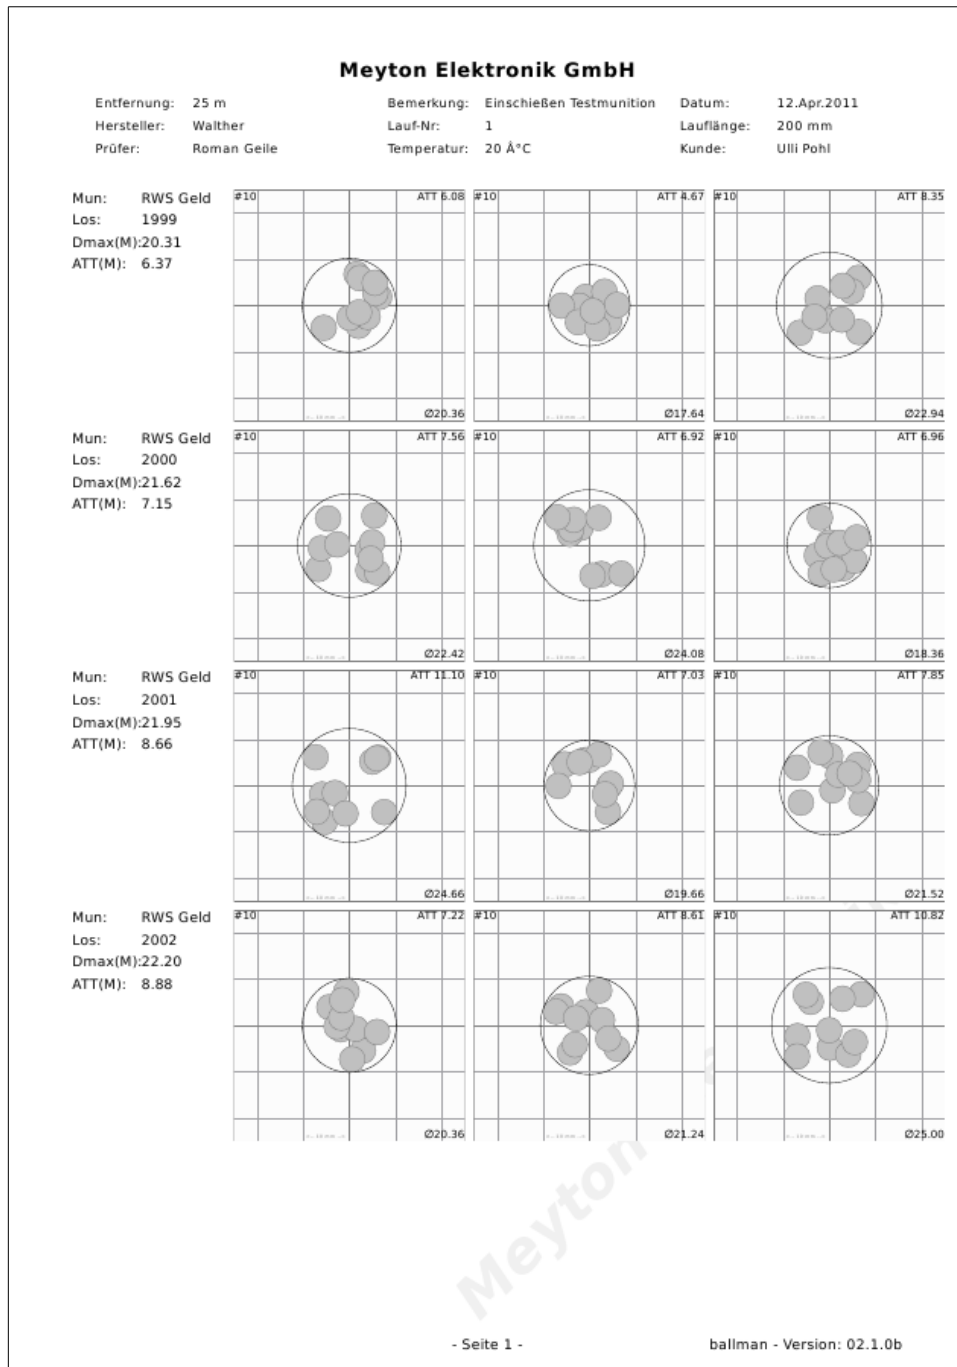 Meyton Elektronik GmbH
Entfernung: 25 m Bemerkung: Einschießen Testmunition Datum: 12.Apr.2011
Hersteller: Walther Lauf-Nr: 1 Lauflänge: 200 mm
Prüfer: Roman Geile Temperatur: 20 Å°C Kunde: Ulli Pohl
Mun: RWS Geld #10 ATT 6.08 #10 ATT 4.67 #10 ATT 8.35
Los: 1999
Dmax(M):20.31
ATT(M): 6.37
Ø20.36 Ø17.64 Ø22.94
Mun: RWS Geld #10 ATT 7.56 #10 ATT 6.92 #10 ATT 6.96
Los: 2000
Dmax(M):21.62
ATT(M): 7.15
Ø22.42 Ø24.08 Ø18.36
Mun: RWS Geld #10 ATT 11.10 #10 ATT 7.03 #10 ATT 7.85
Los: 2001
Dmax(M):21.95
ATT(M): 8.66
Ø24.66 Ø19.66 Ø21.52
Mun: RWS Geld #10 ATT 7.22 #10 ATT 8.61 #10 ATT 10.82
Los: 2002
Dmax(M):22.20
ATT(M): 8.88
Ø20.36 Ø21.24 Ø25.00
Meyton
- Seite 1 - ballman - Version: 02.1.0b